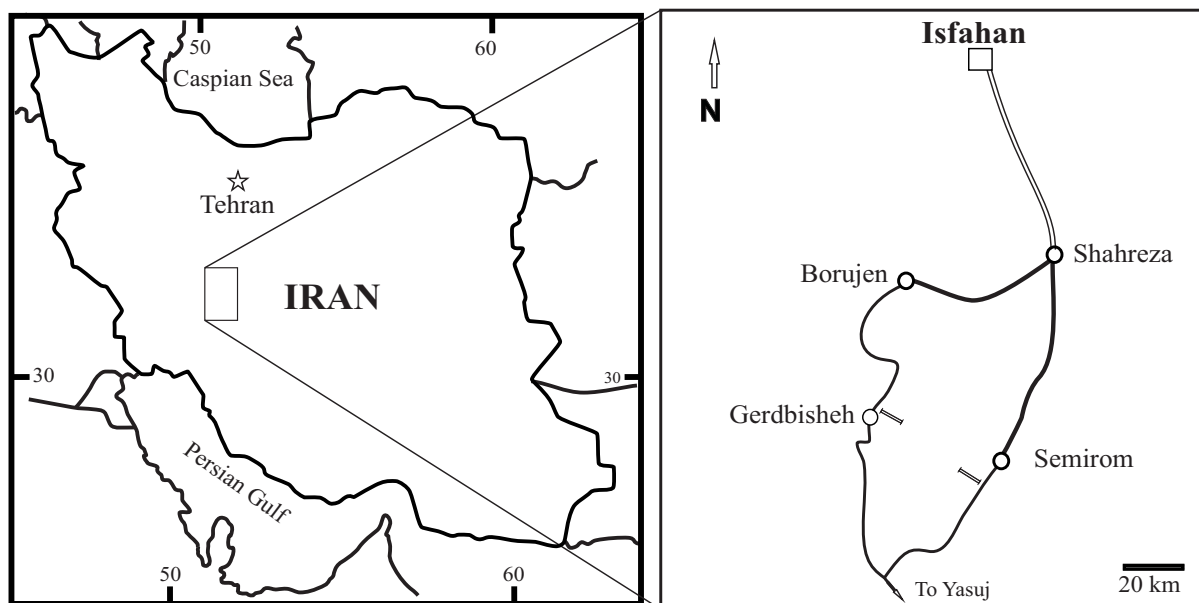 50
60
Caspian Sea
Tehran
IRAN
30
30
Persian Gulf
50
60
Isfahan
N
Shahreza
Borujen
Gerdbisheh
Semirom
To Yasuj
20 km